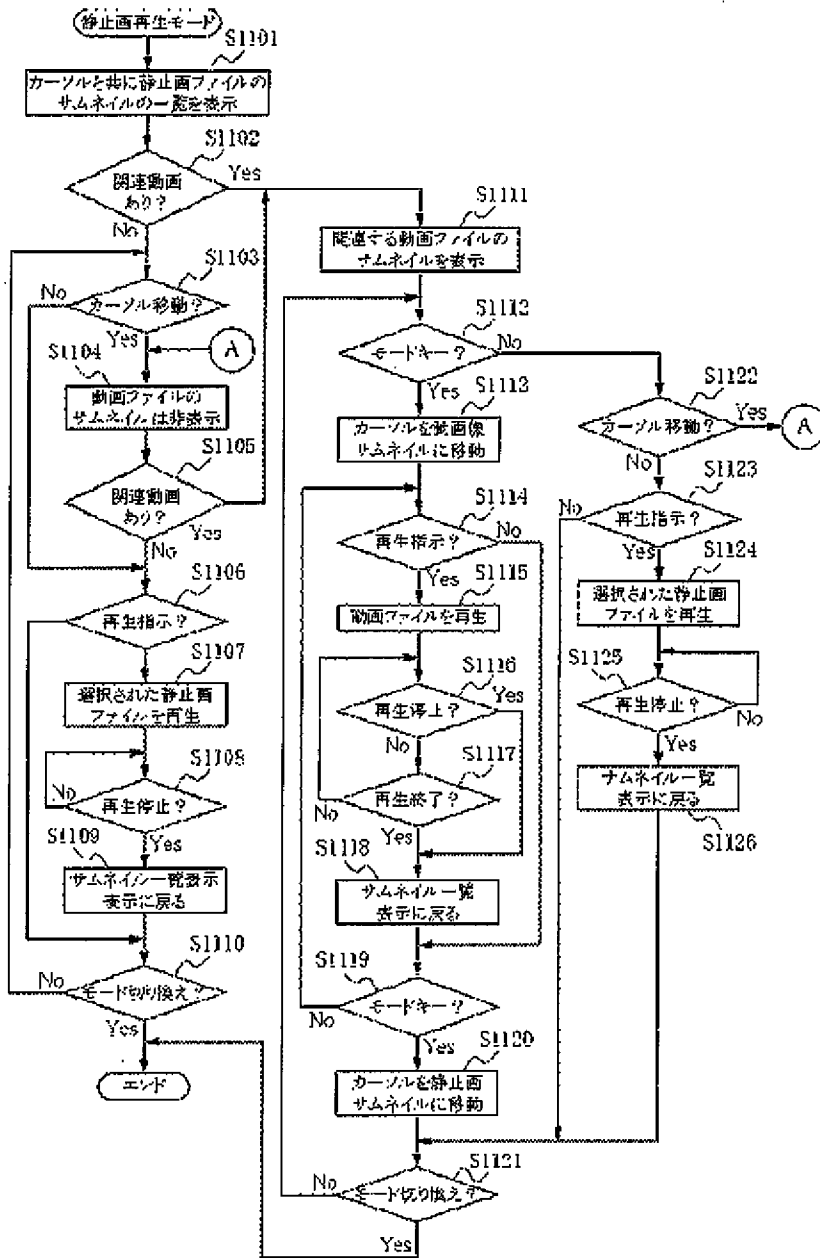 静止画再生モード
S1101
カーソルと共に静止画ファイルの
サムネイルの一覧を表示
S1102
関連動画
あり?
Yes
No
S1103
カーソル移動?
No
Yes
A
S1104
動画ファイルの
サムネイルは非表示
S1105
関連動画
あり?
Yes
No
S1106
再生指示?
S1107
選択された静止画
ファイルを再生
S1108
再生停止?
No
Yes
S1109
サムネイル一覧表示
表示に戻る
S1110
モード切り換え?
No
Yes
エンド
S1111
関連する動画ファイルの
サムネイルを表示
S1112
モードキー?
No
Yes
S1113
カーソルを動画像
サムネイルに移動
S1114
再生指示?
No
Yes
S1115
動画ファイルを再生
S1116
再生停止?
Yes
No
S1117
再生終了?
No
Yes
S1118
サムネイル一覧
表示に戻る
S1119
モードキー?
No
Yes
S1120
カーソルを静止画
サムネイルに移動
S1121
モード切り換え?
No
Yes
S1122
カーソル移動?
Yes
A
No
S1123
再生指示?
No
Yes
S1124
選択された静止画
ファイルを再生
S1125
再生停止?
No
Yes
サムネイル一覧
表示に戻る
S1126